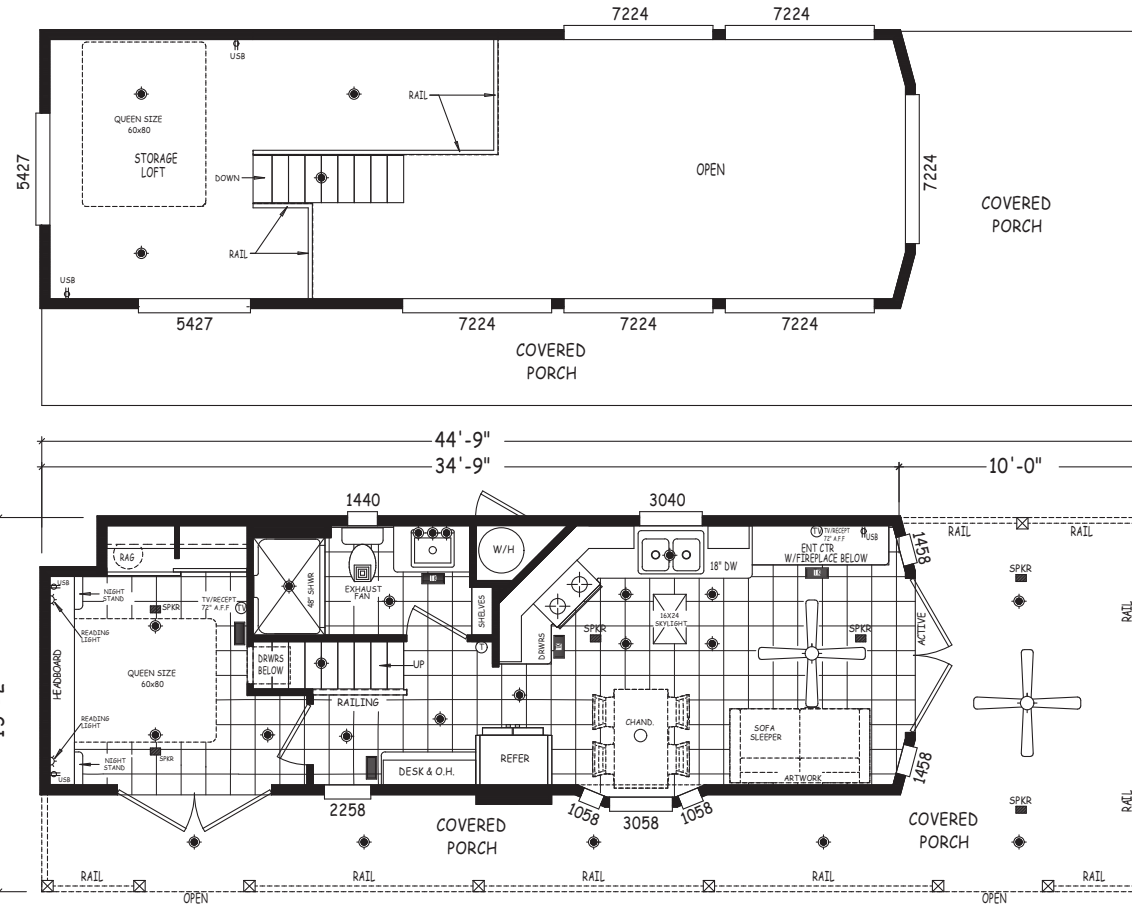 7224
7224
USB
QUEEN SIZE
60x80
STORAGE
LOFT
RAIL
DOWN
OPEN
5427
7224
COVERED
PORCH
RAIL
USB
5427
7224
7224
7224
COVERED
PORCH
44'-9"
34'-9"
10'-0"
1440
3040
RAIL
RAIL
RAG
W/H
18" DW
TV
TV/RECEPT
72" A.F.F
USB
ENT CTR
W/FIREPLACE BELOW
1458
SPKR
USB
NIGHT
STAND
TV/RECEPT
72" A.F.F
TV
SPKR
48" SHWR
EXHAUST
FAN
SHELVES
16X24
SKYLIGHT
ACTIVE
RAIL
READING
LIGHT
SPKR
SPKR
DRWRS
T
HEADBOARD
DRWRS
BELOW
UP
QUEEN SIZE
60x80
RAILING
READING
LIGHT
CHAND.
SOFA
SLEEPER
SPKR
NIGHT
STAND
USB
DESK & O.H.
REFER
ARTWORK
1458
2258
1058
3058
1058
SPKR
RAIL
COVERED
PORCH
COVERED
PORCH
RAIL
RAIL
RAIL
RAIL
RAIL
OPEN
OPEN